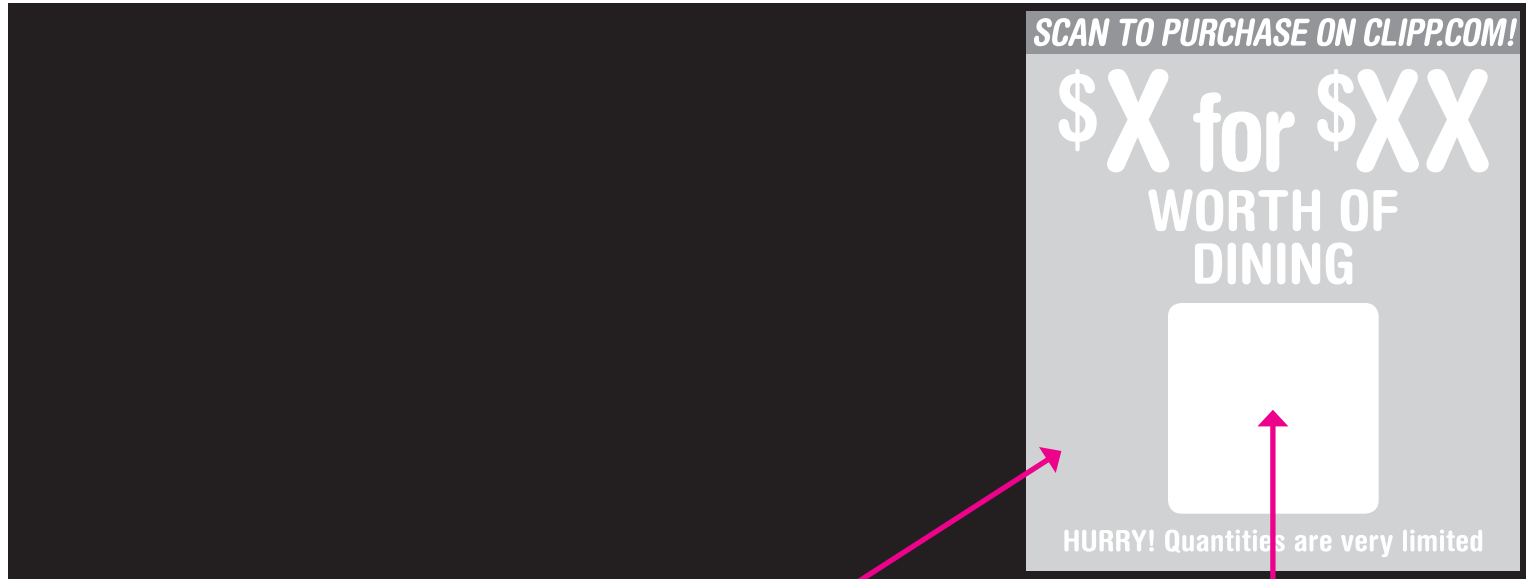 SCAN TO PURCHASE ON CLIPP.COM!
$X for $XX
WORTH OF
DINING
HURRY! Quantities are very limited